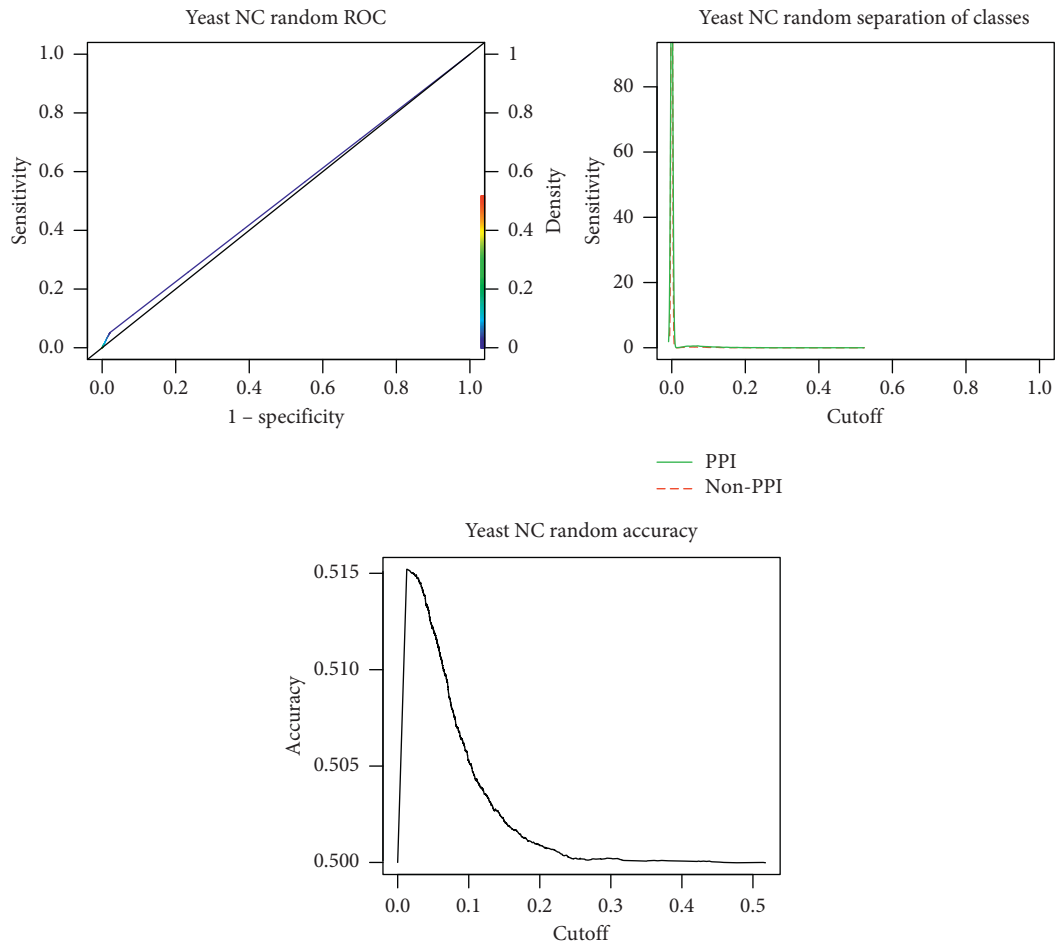 Yeast NC random ROC
1.0
0.8
0.6
0.4
0.2
0.0
Sensitivity
1
0.8
0.6
0.4
0.2
0
Density
0.0 0.2 0.4 0.6 0.8 1.0
1 – specificity
Yeast NC random separation of classes
80
60
40
20
0
Sensitivity
0.0 0.2 0.4 0.6 0.8 1.0
Cutoff
PPI
Non-PPI
Yeast NC random accuracy
0.515
0.510
0.505
0.500
Accuracy
0.0 0.1 0.2 0.3 0.4 0.5
Cutoff